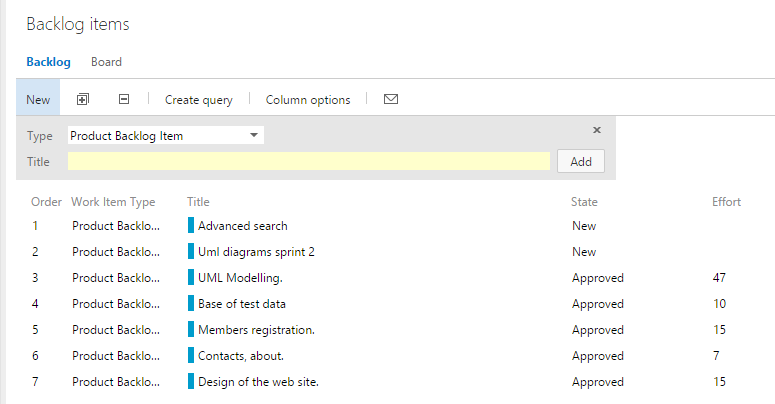 Backlog items
Backlog Board
New Create query Column options
Type Product Backlog Item
Title Add
Order Work Item Type Title State Effort
1 Product Backlo... Advanced search New
2 Product Backlo... Uml diagrams sprint 2 New
3 Product Backlo... UML Modelling. Approved 47
4 Product Backlo... Base of test data Approved 10
5 Product Backlo... Members registration. Approved 15
6 Product Backlo... Contacts, about. Approved 7
7 Product Backlo... Design of the web site. Approved 15